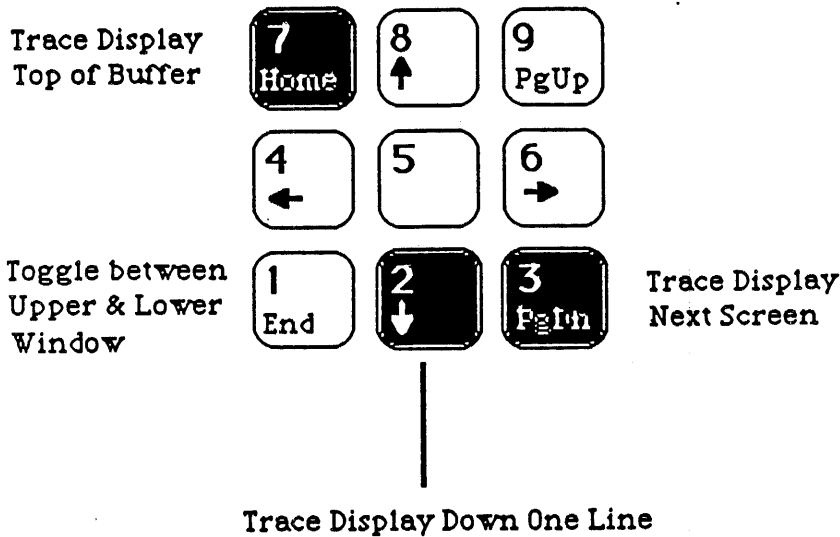 Trace Display
Top of Buffer
7
Home
8
9
PgUp
4
5
6
Toggle between
Upper & Lower
Window
1
End
2
3
PgDn
Trace Display
Next Screen
Trace Display Down One Line